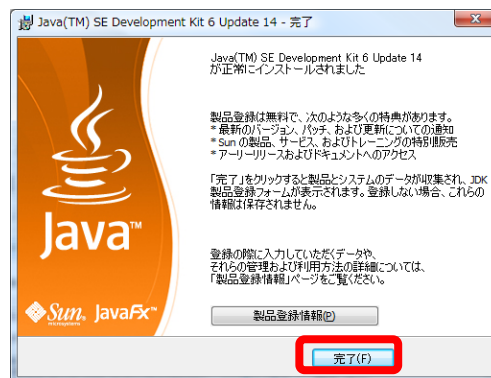 Java(TM) SE Development Kit 6 Update 14 - 完了
x
Java(TM) SE Development Kit 6 Update 14
が正常にインストールされました
製品登録は無料で、次のような多くの特典があります。
* 最新のバージョン、パッチ、および更新についての通知
* Sun の製品、サービス、およびトレーニングの特別販売
* アーリーリリースおよびドキュメントへのアクセス
「完了」をクリックすると製品とシステムのデータが収集され、JDK
製品登録フォームが表示されます。登録しない場合、これらの
情報は保存されません。
登録の際に入力していただくデータや、
それらの管理および利用方法の詳細については、
「製品登録情報」ページをご覧ください。
Java™
Sun
microsystems
JavaFX™
製品登録情報(P)
完了(F)